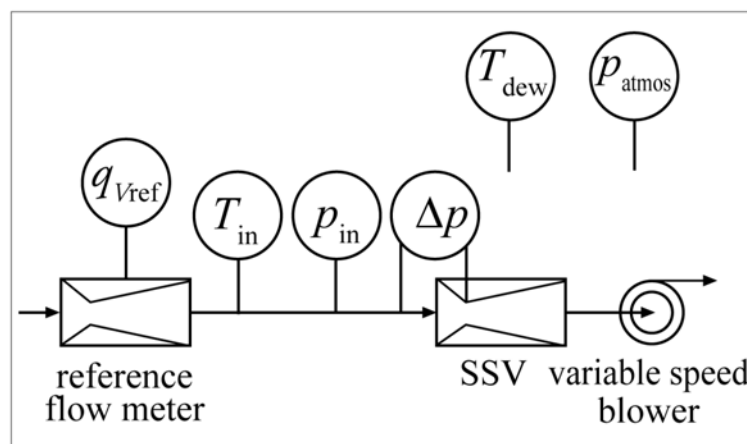 T_dew
p_atmos
q_Vref
T_in
p_in
Δp
reference
flow meter
SSV
variable speed
blower